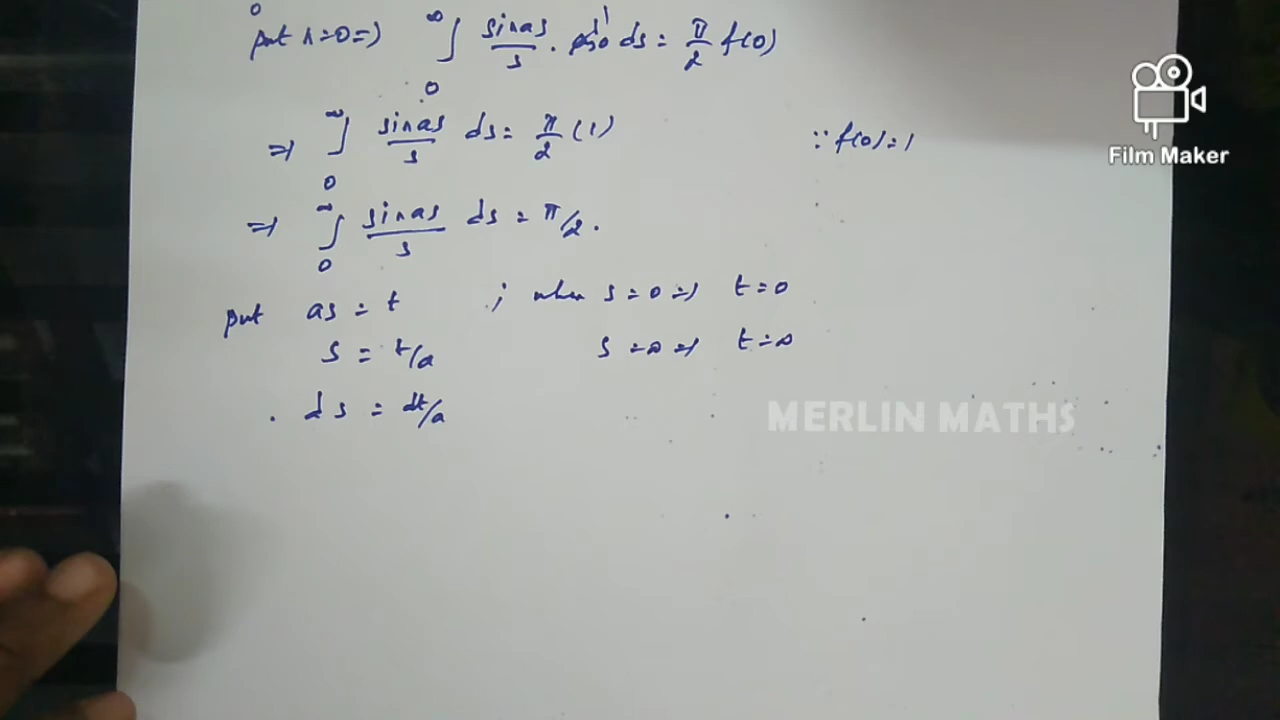 put λ=0 ⇒ ∫₀^∞ sin as/s . cos0 ds = π/2 f(0)
Film Maker
⇒ ∫₀^∞ sin as/s ds = π/2 (1) ∵ f(0)=1
⇒ ∫₀^∞ sin as/s ds = π/2.
put as = t ; when s=0 ⇒ t=0
s = t/a s=∞ ⇒ t=∞
ds = dt/a
MERLIN MATHS